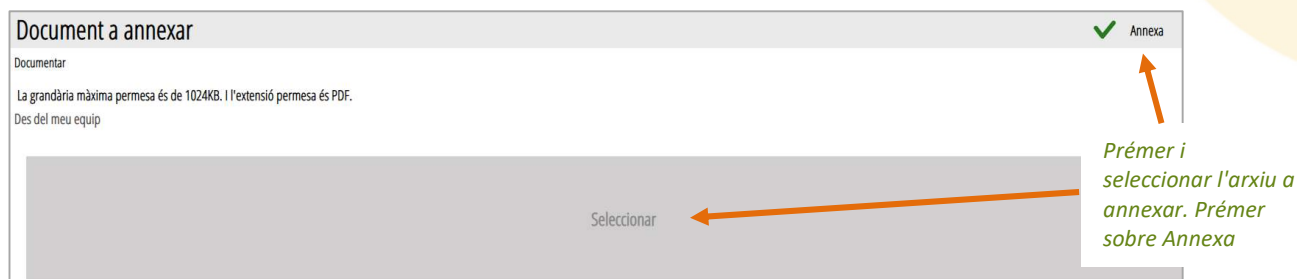 Document a annexar
Annexa
Documentar
La grandària màxima permesa és de 1024KB. I l'extensió permesa és PDF.
Des del meu equip
Seleccionar
Prémer i
seleccionar l'arxiu a
annexar. Prémer
sobre Annexa